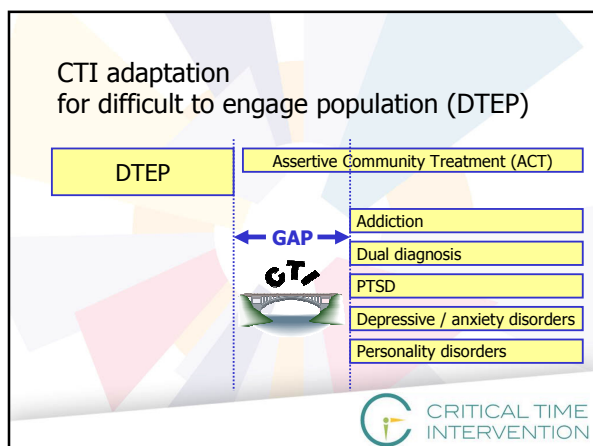 CTI adaptation
for difficult to engage population (DTEP)
DTEP
Assertive Community Treatment (ACT)
GAP
CTI
Addiction
Dual diagnosis
PTSD
Depressive / anxiety disorders
Personality disorders
CRITICAL TIME
INTERVENTION